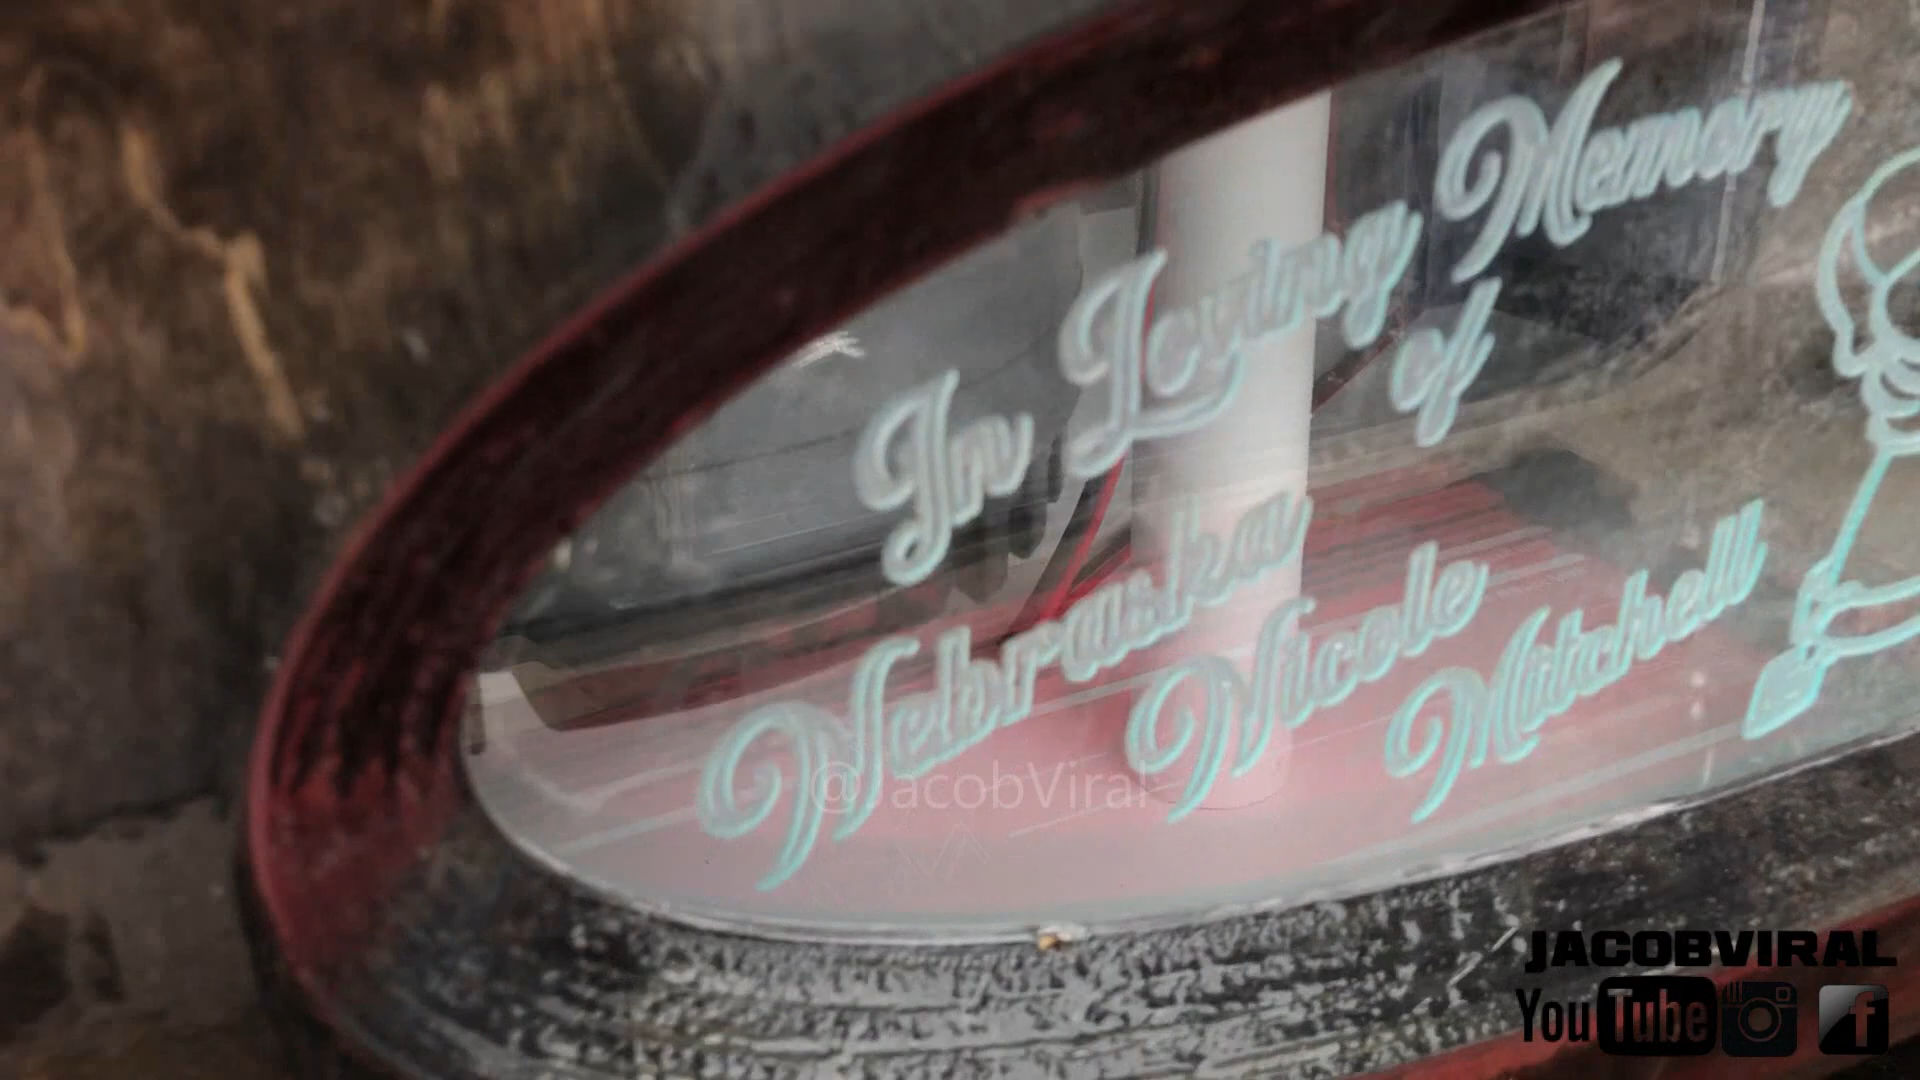 In Loving Memory
of
Nebraska
Nicole
Mitchell
@JacobViral
JACOBVIRAL
YouTube
f